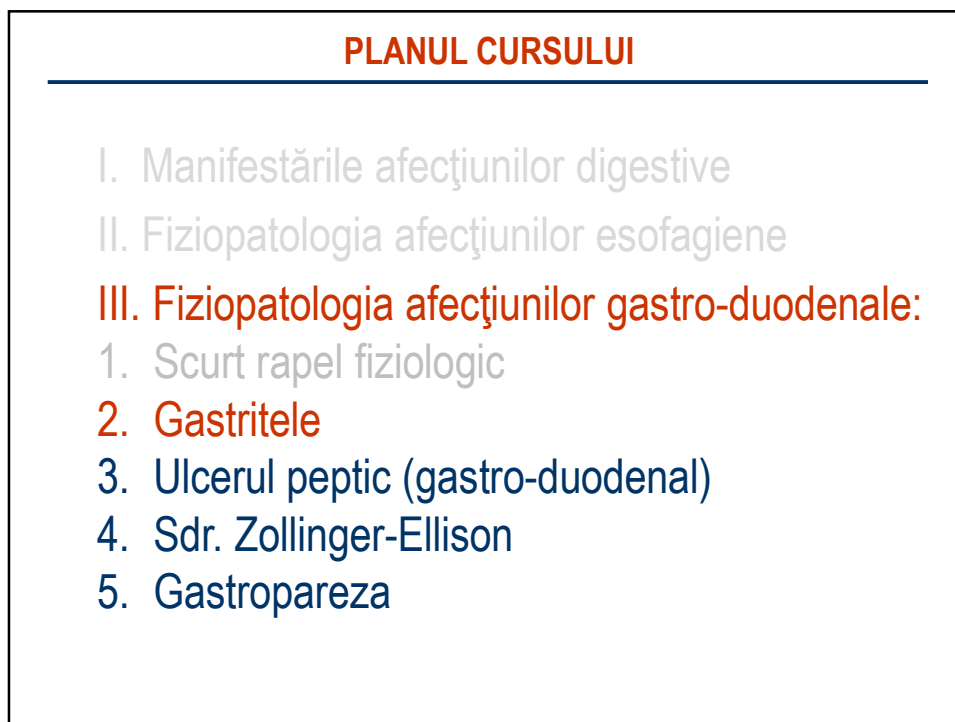 PLANUL CURSULUI
I. Manifestările afecţiunilor digestive
II. Fiziopatologia afecţiunilor esofagiene
III. Fiziopatologia afecţiunilor gastro-duodenale:
1. Scurt rapel fiziologic
2. Gastritele
3. Ulcerul peptic (gastro-duodenal)
4. Sdr. Zollinger-Ellison
5. Gastropareza